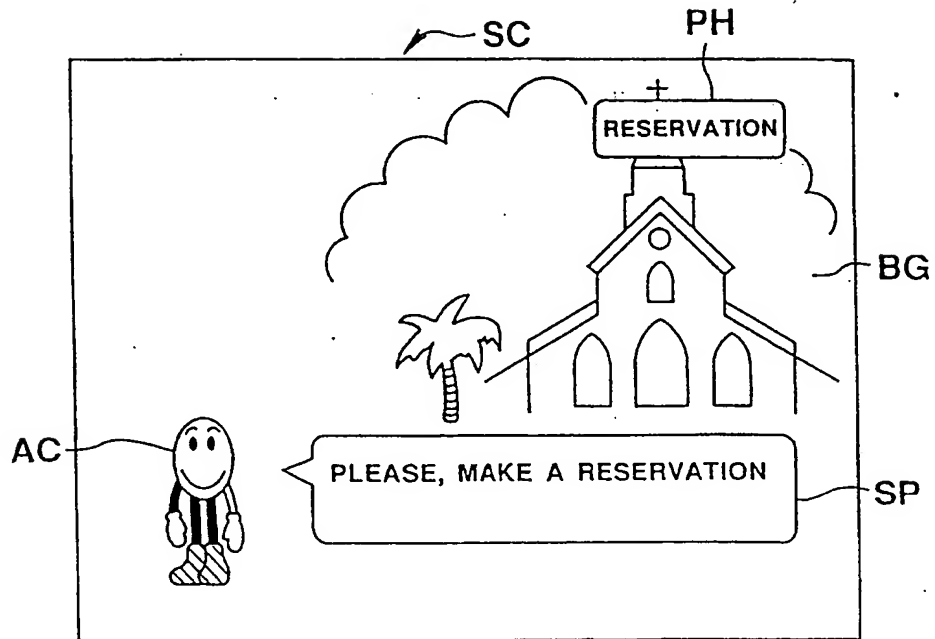 SC
PH
RESERVATION
BG
AC
PLEASE, MAKE A RESERVATION
SP